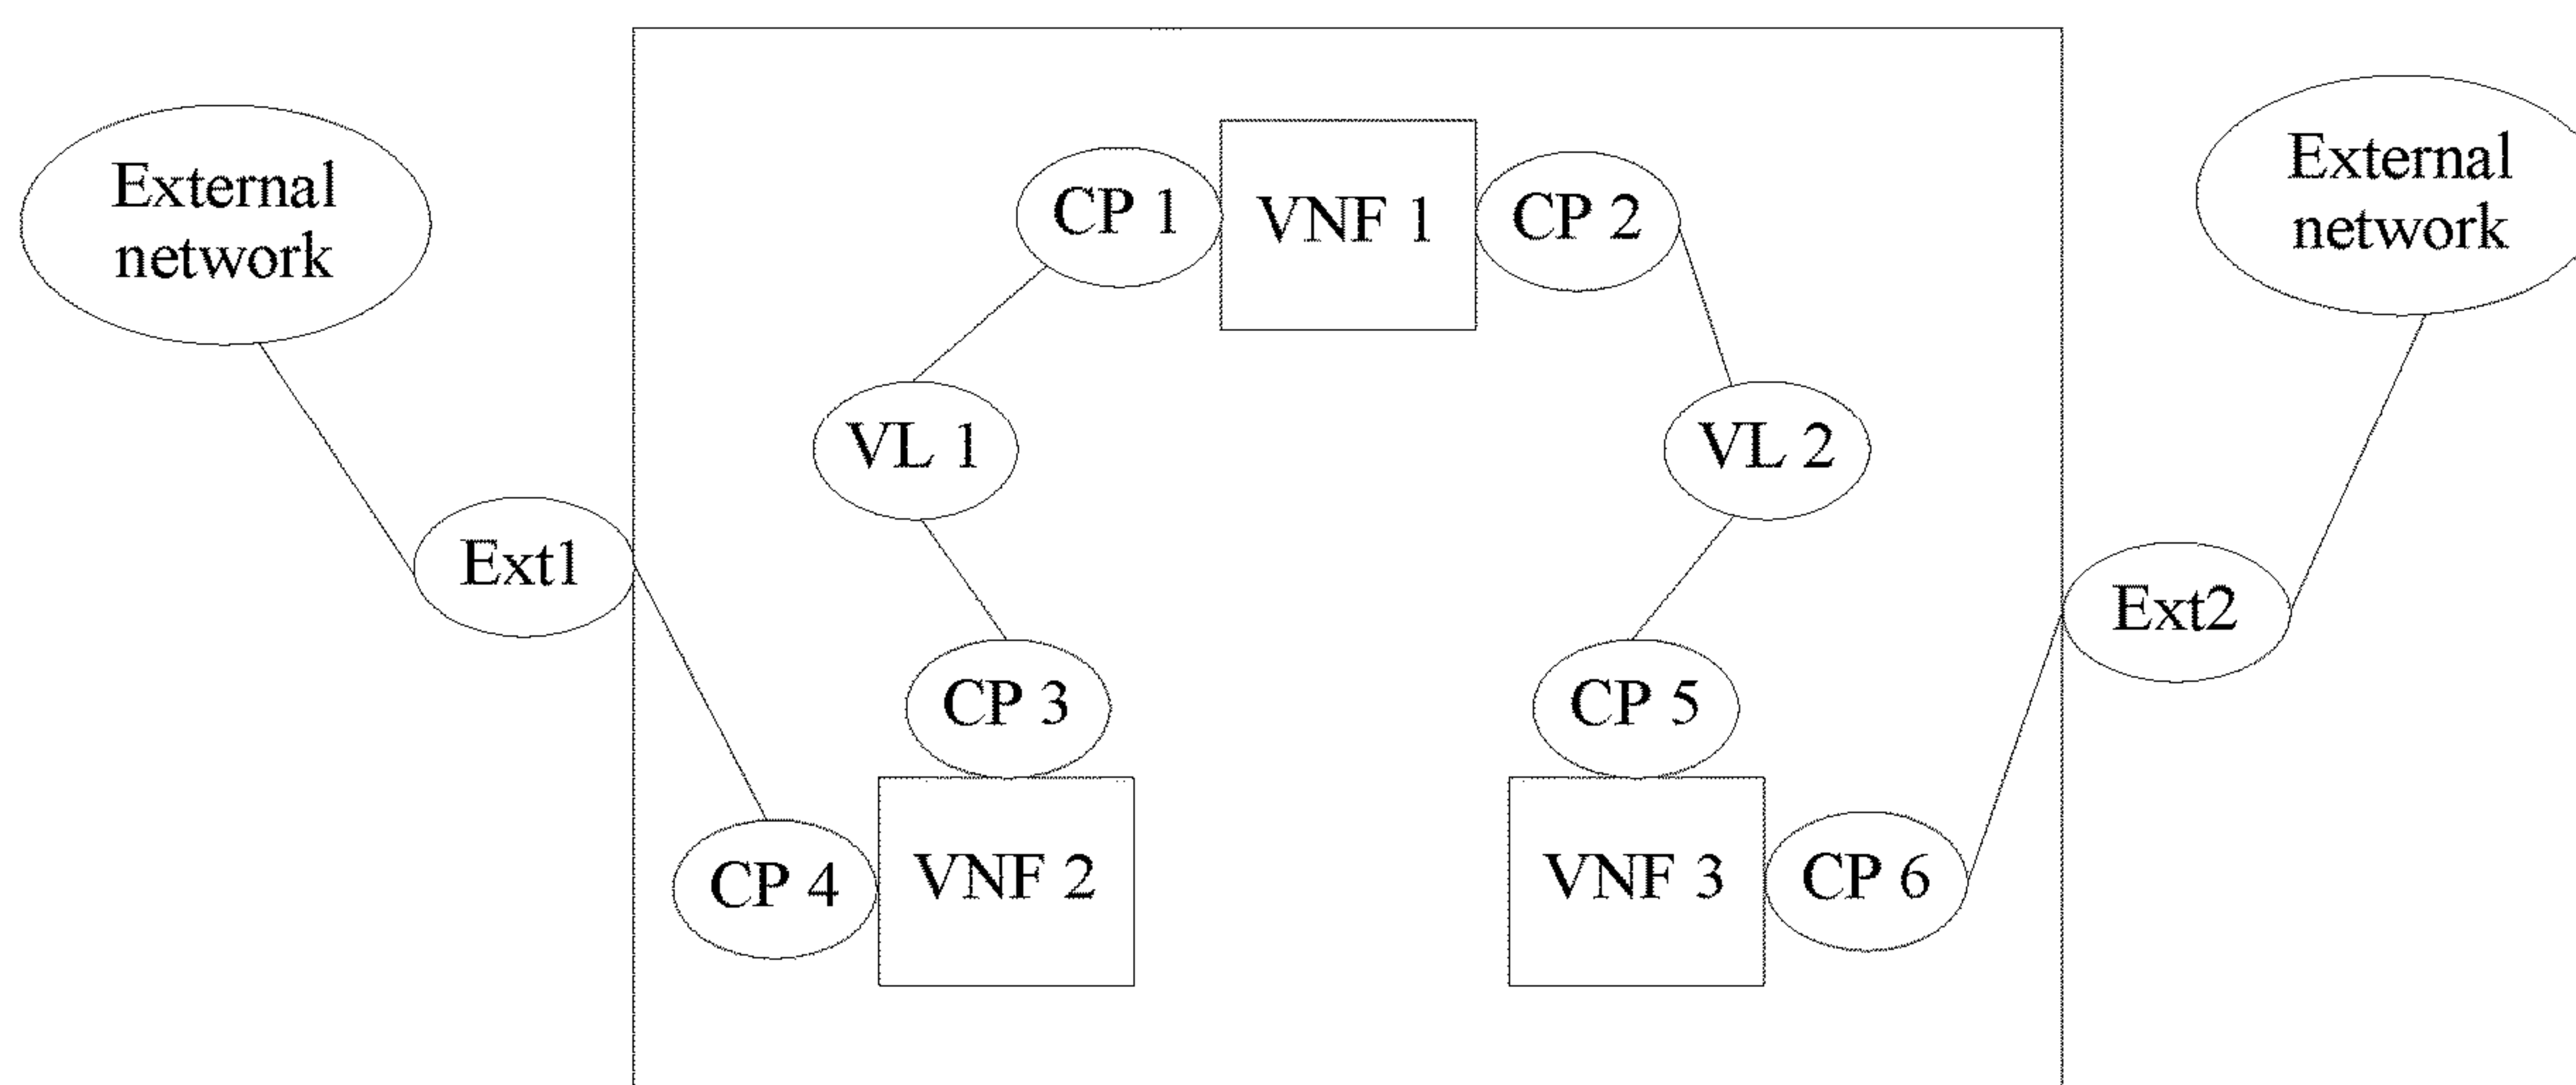 External
network
External
network
CP 1
VNF 1
CP 2
VL 1
VL 2
Ext1
Ext2
CP 3
CP 5
CP 4
VNF 2
VNF 3
CP 6